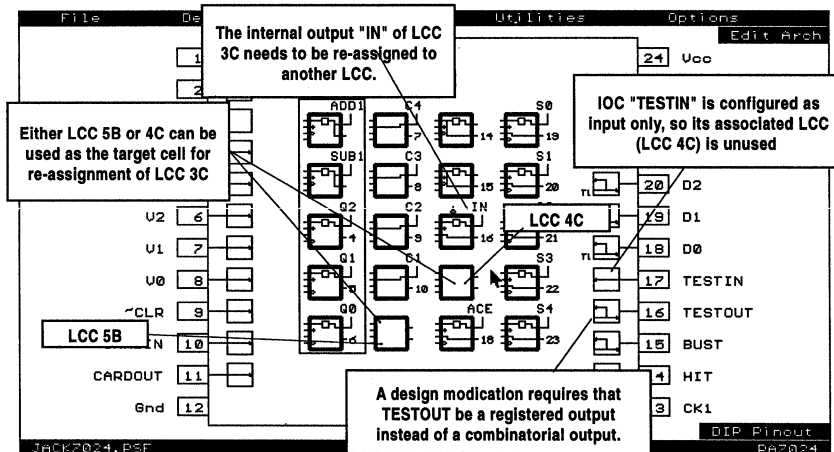 File
De
Utilities
Options
Edit Arch
The internal output "IN" of LCC
3C needs to be re-assigned to
another LCC.
1
24 Vcc
2
IOC "TESTIN" is configured as
input only, so its associated LCC
(LCC 4C) is unused
Either LCC 5B or 4C can be
used as the target cell for
re-assignment of LCC 3C
ADD1 C4 S0
7 14 19
SUB1 C3 S1
8 15 20
20 D2
V2 6
Q2 C2 IN
LCC 4C
4 9 16 21
19 D1
V1 7
18 D0
V0 8
Q1 C1 S3
10 22
17 TESTIN
~CLR 9
16 TESTOUT
LCC 5B
Q0 ACE S4
6 18 23
IN 10
15 BUST
CARDOUT 11
4 HIT
A design modication requires that
TESTOUT be a registered output
instead of a combinatorial output.
Gnd 12
3 CK1
DIP Pinout
JACK7024.PSF
PA7024